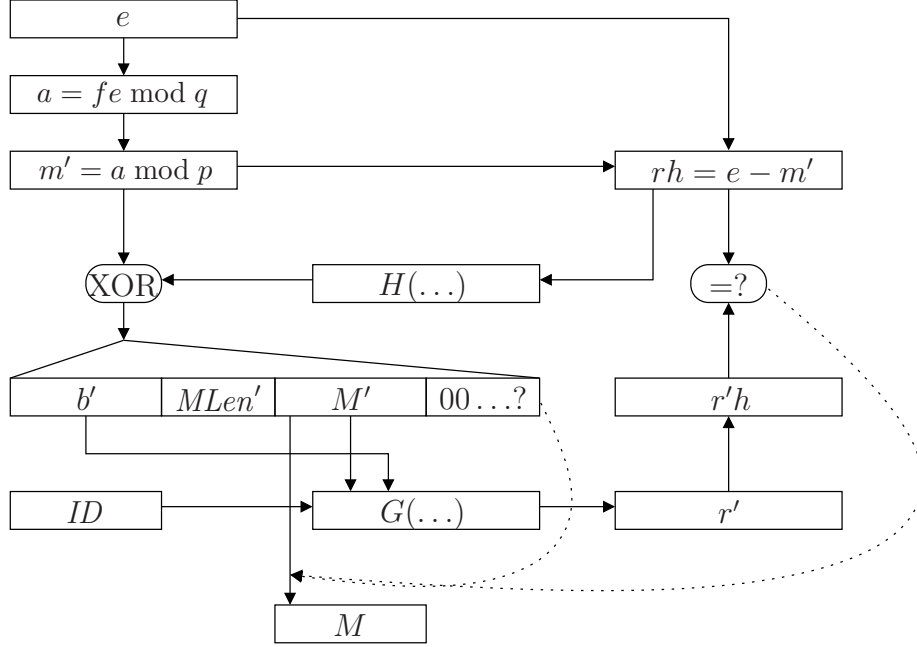 e
a = fe mod q
m′ = a mod p
rh = e − m′
XOR
H(…)
=?
b′
MLen′
M′
00 …?
r′h
ID
G(…)
r′
M